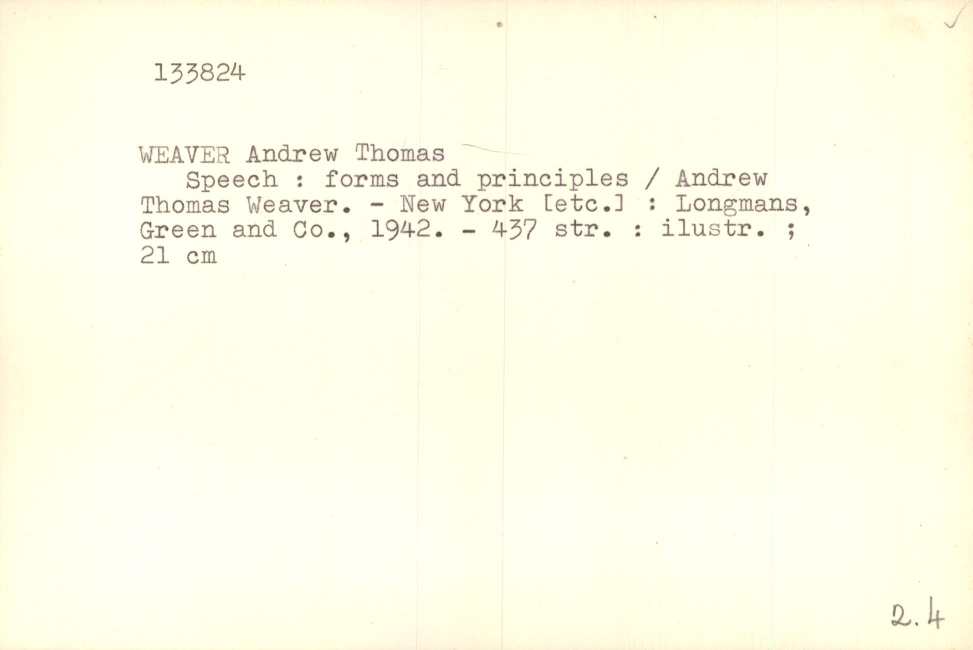 133824
WEAVER Andrew Thomas
Speech : forms and principles / Andrew
Thomas Weaver. - New York [etc.] : Longmans,
Green and Co., 1942. - 437 str. : ilustr. ;
21 cm
2.4